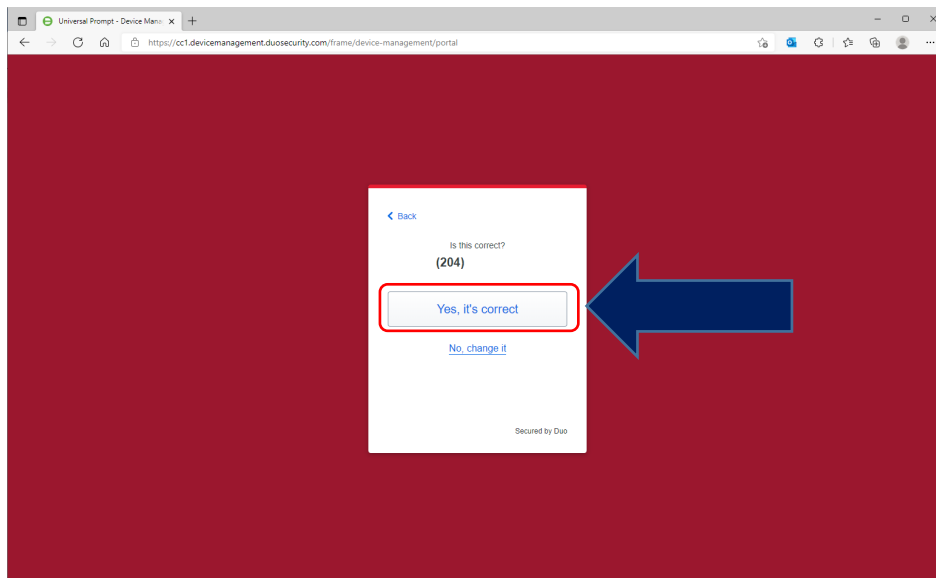 Universal Prompt - Device Mana
https://cc1.devicemanagement.duosecurity.com/frame/device-management/portal
Back
Is this correct?
(204)
Yes, it's correct
No, change it
Secured by Duo